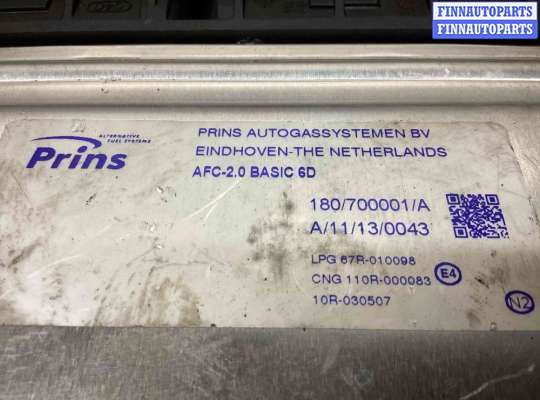 FINNAUTOPARTS
FINNAUTOPARTS
ALTERNATIVE
FUEL SYSTEMS
Prins
PRINS AUTOGASSYSTEMEN BV
EINDHOVEN-THE NETHERLANDS
AFC-2.0 BASIC 6D
180/700001/A
A/11/13/0043
LPG 67R-010098
CNG 110R-000083
E4
10R-030507
N2